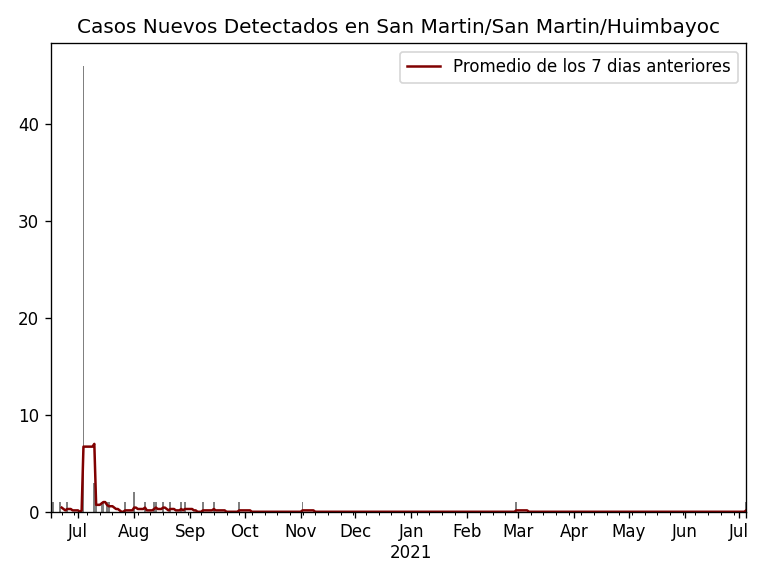 Casos Nuevos Detectados en San Martin/San Martin/Huimbayoc
Promedio de los 7 dias anteriores
40
30
20
10
0
Jul Aug Sep Oct Nov Dec Jan Feb Mar Apr May Jun Jul
2021